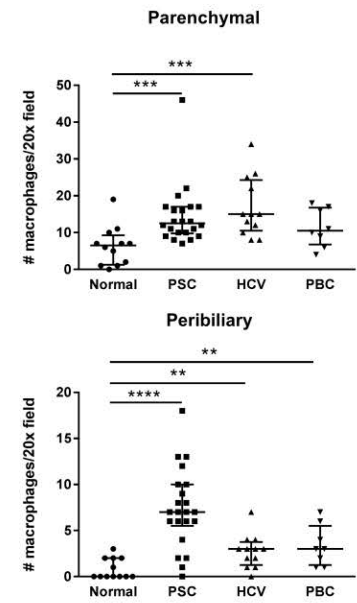 Parenchymal
# macrophages/20x field
50
40
30
20
10
0
***
***
Normal PSC HCV PBC
Peribiliary
# macrophages/20x field
20
15
10
5
0
**
**
****
Normal PSC HCV PBC